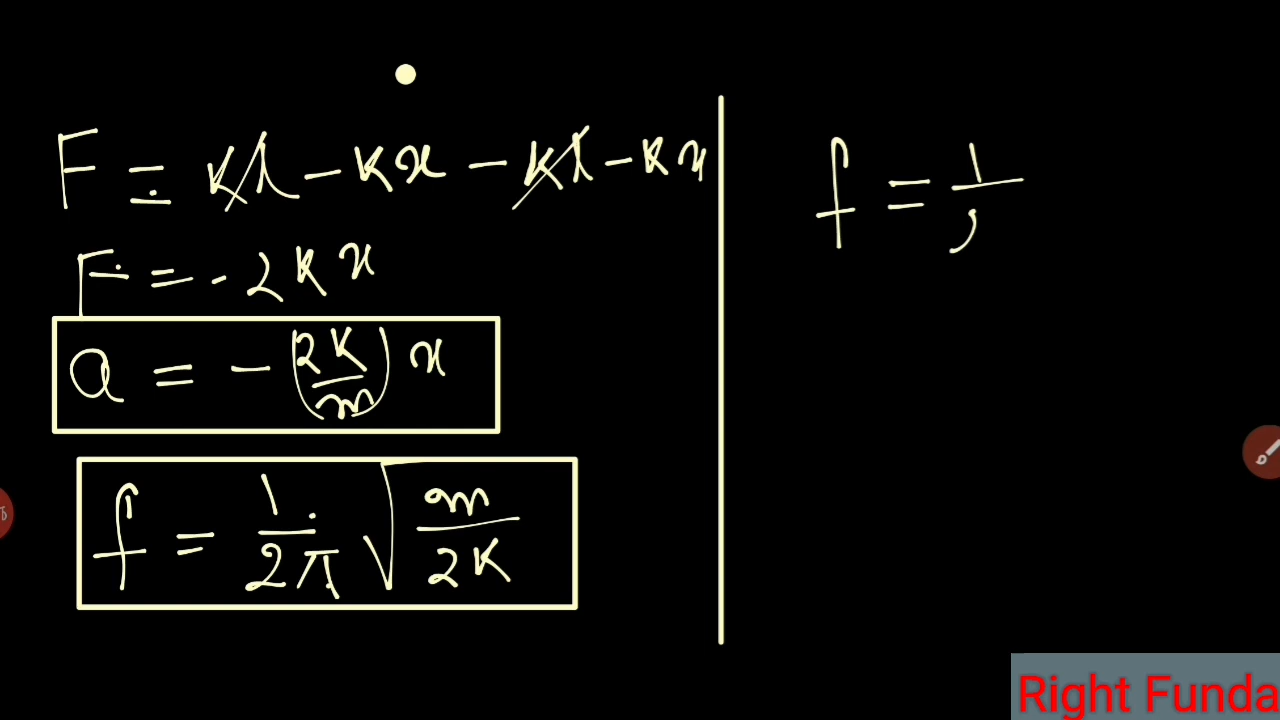 F = kl - kx - kl - kx
F = - 2kx
a = - (2k/m) x
f = 1/2π √m/2k
f = 1/
Right Funda